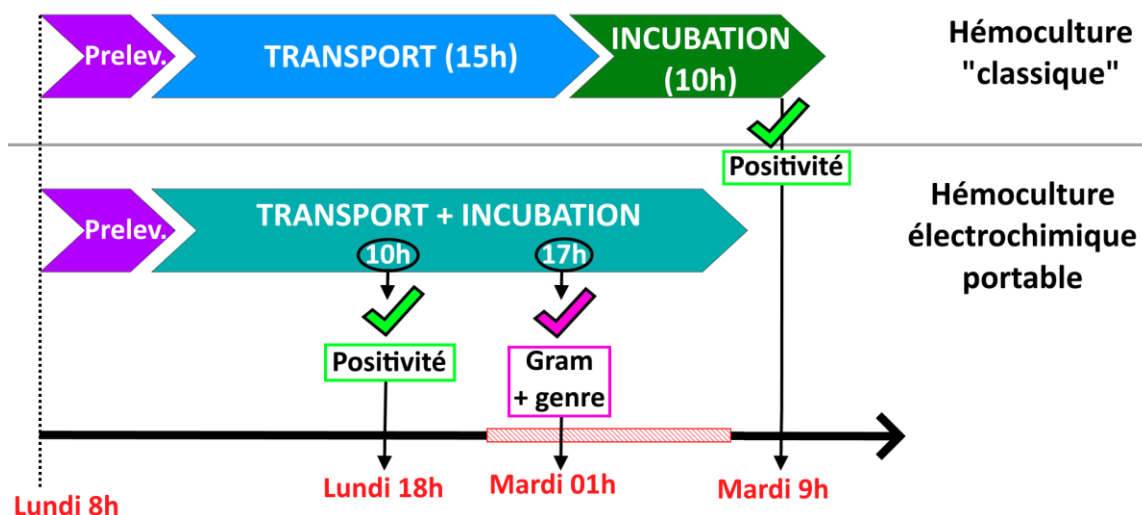 Prelev.
TRANSPORT (15h)
INCUBATION
(10h)
Hémoculture
"classique"
Positivité
Prelev.
TRANSPORT + INCUBATION
10h
17h
Hémoculture
électrochimique
portable
Positivité
Gram
+ genre
Lundi 8h
Lundi 18h
Mardi 01h
Mardi 9h